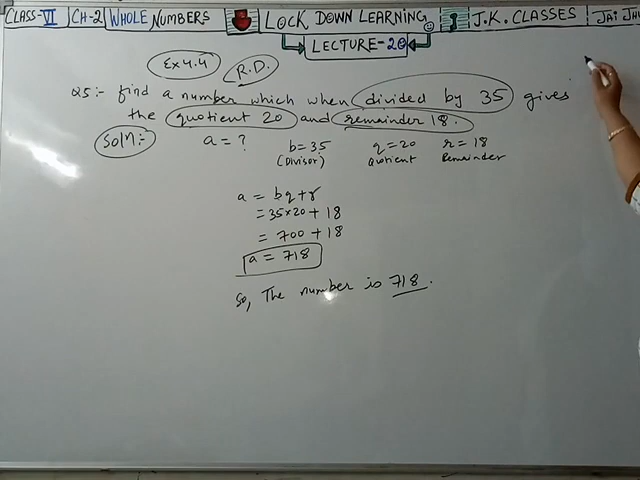 CLASS-VI CH-2 WHOLE NUMBERS LOCK DOWN LEARNING J.K. CLASSES JAI
LECTURE-20
Ex 4.4 R.D.
Q5:- find a number which when divided by 35 gives
the quotient 20 and remainder 18.
Soln:- a = ? b = 35 q = 20 r = 18
(Divisor) Quotient Remainder
a = bq + r
= 35 x 20 + 18
= 700 + 18
a = 718
So, The number is 718.